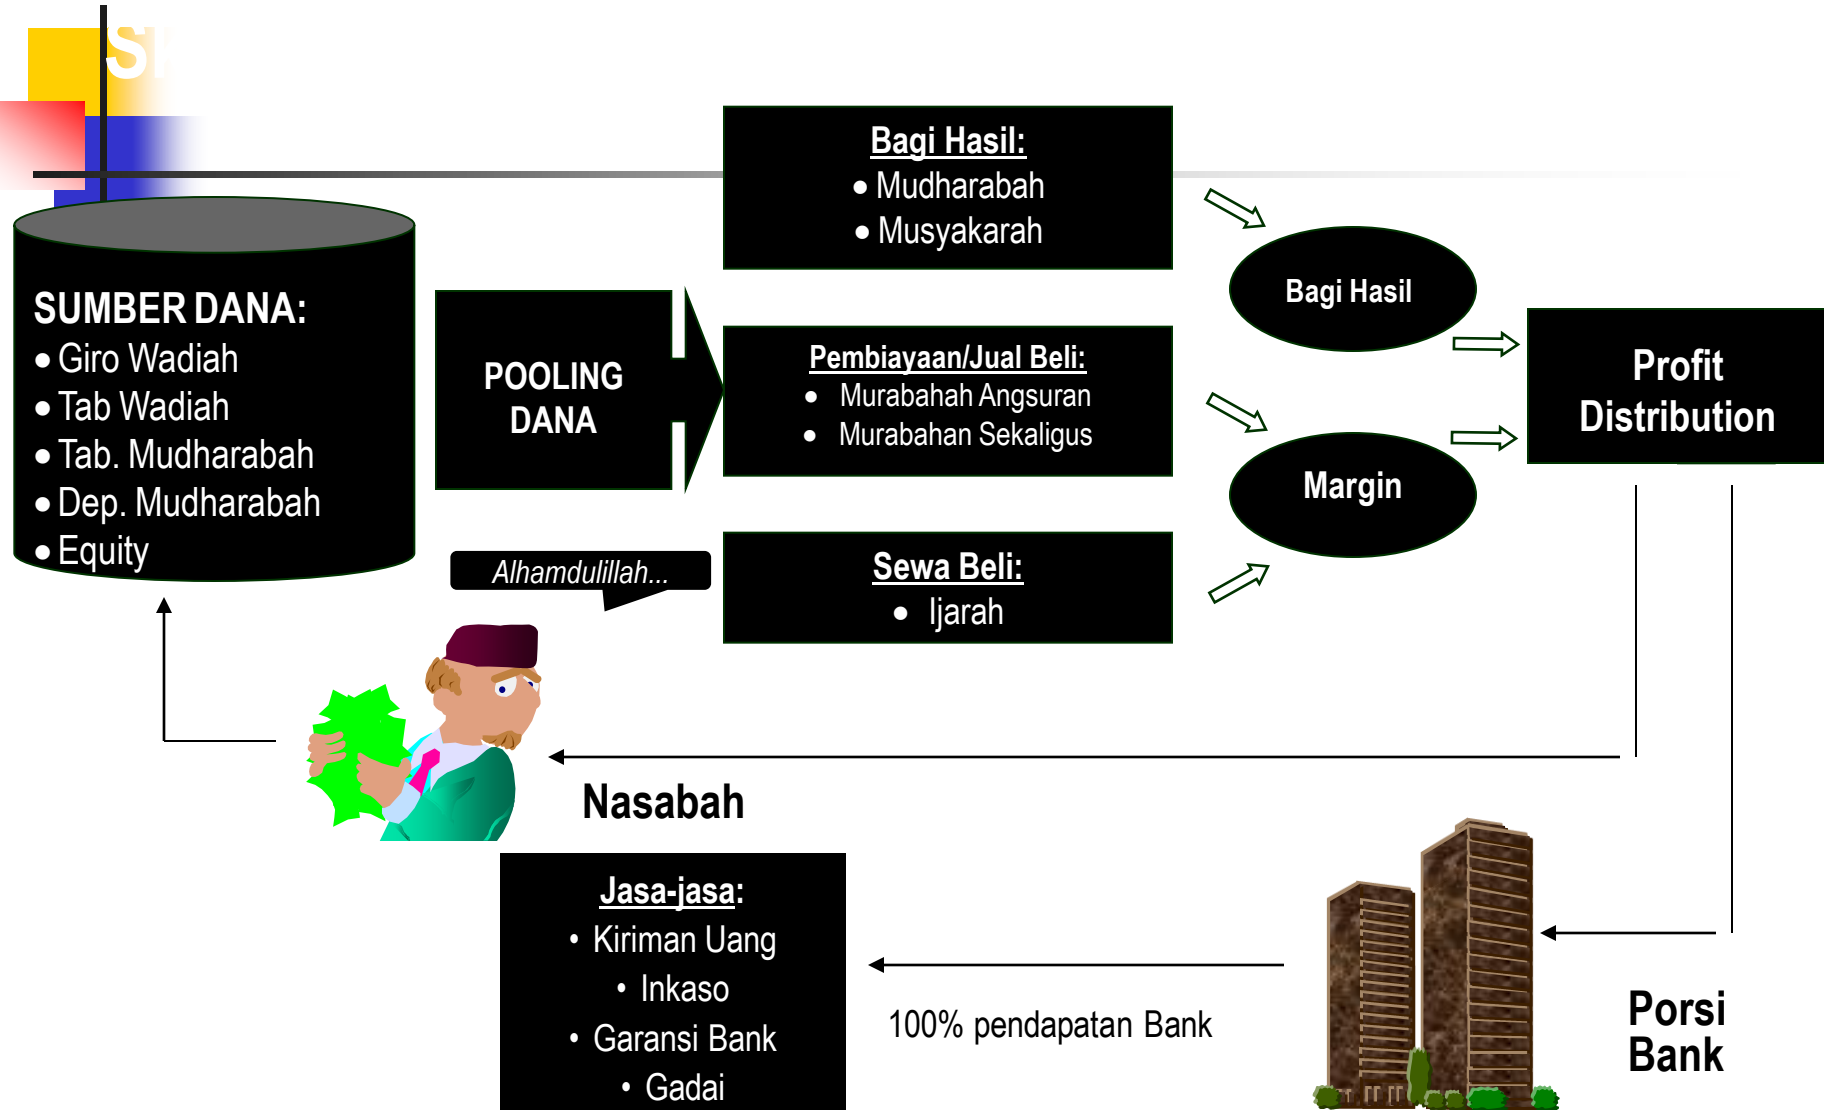 Bagi Hasil:
• Mudharabah
• Musyakarah
SUMBER DANA:
• Giro Wadiah
• Tab Wadiah
• Tab. Mudharabah
• Dep. Mudharabah
• Equity
POOLING
DANA
Pembiayaan/Jual Beli:
• Murabahah Angsuran
• Murabahan Sekaligus
Sewa Beli:
• Ijarah
Bagi Hasil
Margin
Profit
Distribution
Alhamdulillah...
Nasabah
Jasa-jasa:
• Kiriman Uang
• Inkaso
• Garansi Bank
• Gadai
100% pendapatan Bank
Porsi
Bank